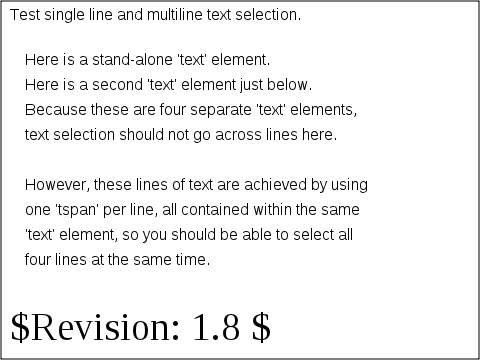 Test single line and multiline text selection.
Here is a stand-alone 'text' element.
Here is a second 'text' element just below.
Because these are four separate 'text' elements,
text selection should not go across lines here.
However, these lines of text are achieved by using
one 'tspan' per line, all contained within the same
'text' element, so you should be able to select all
four lines at the same time.
$Revision: 1.8 $